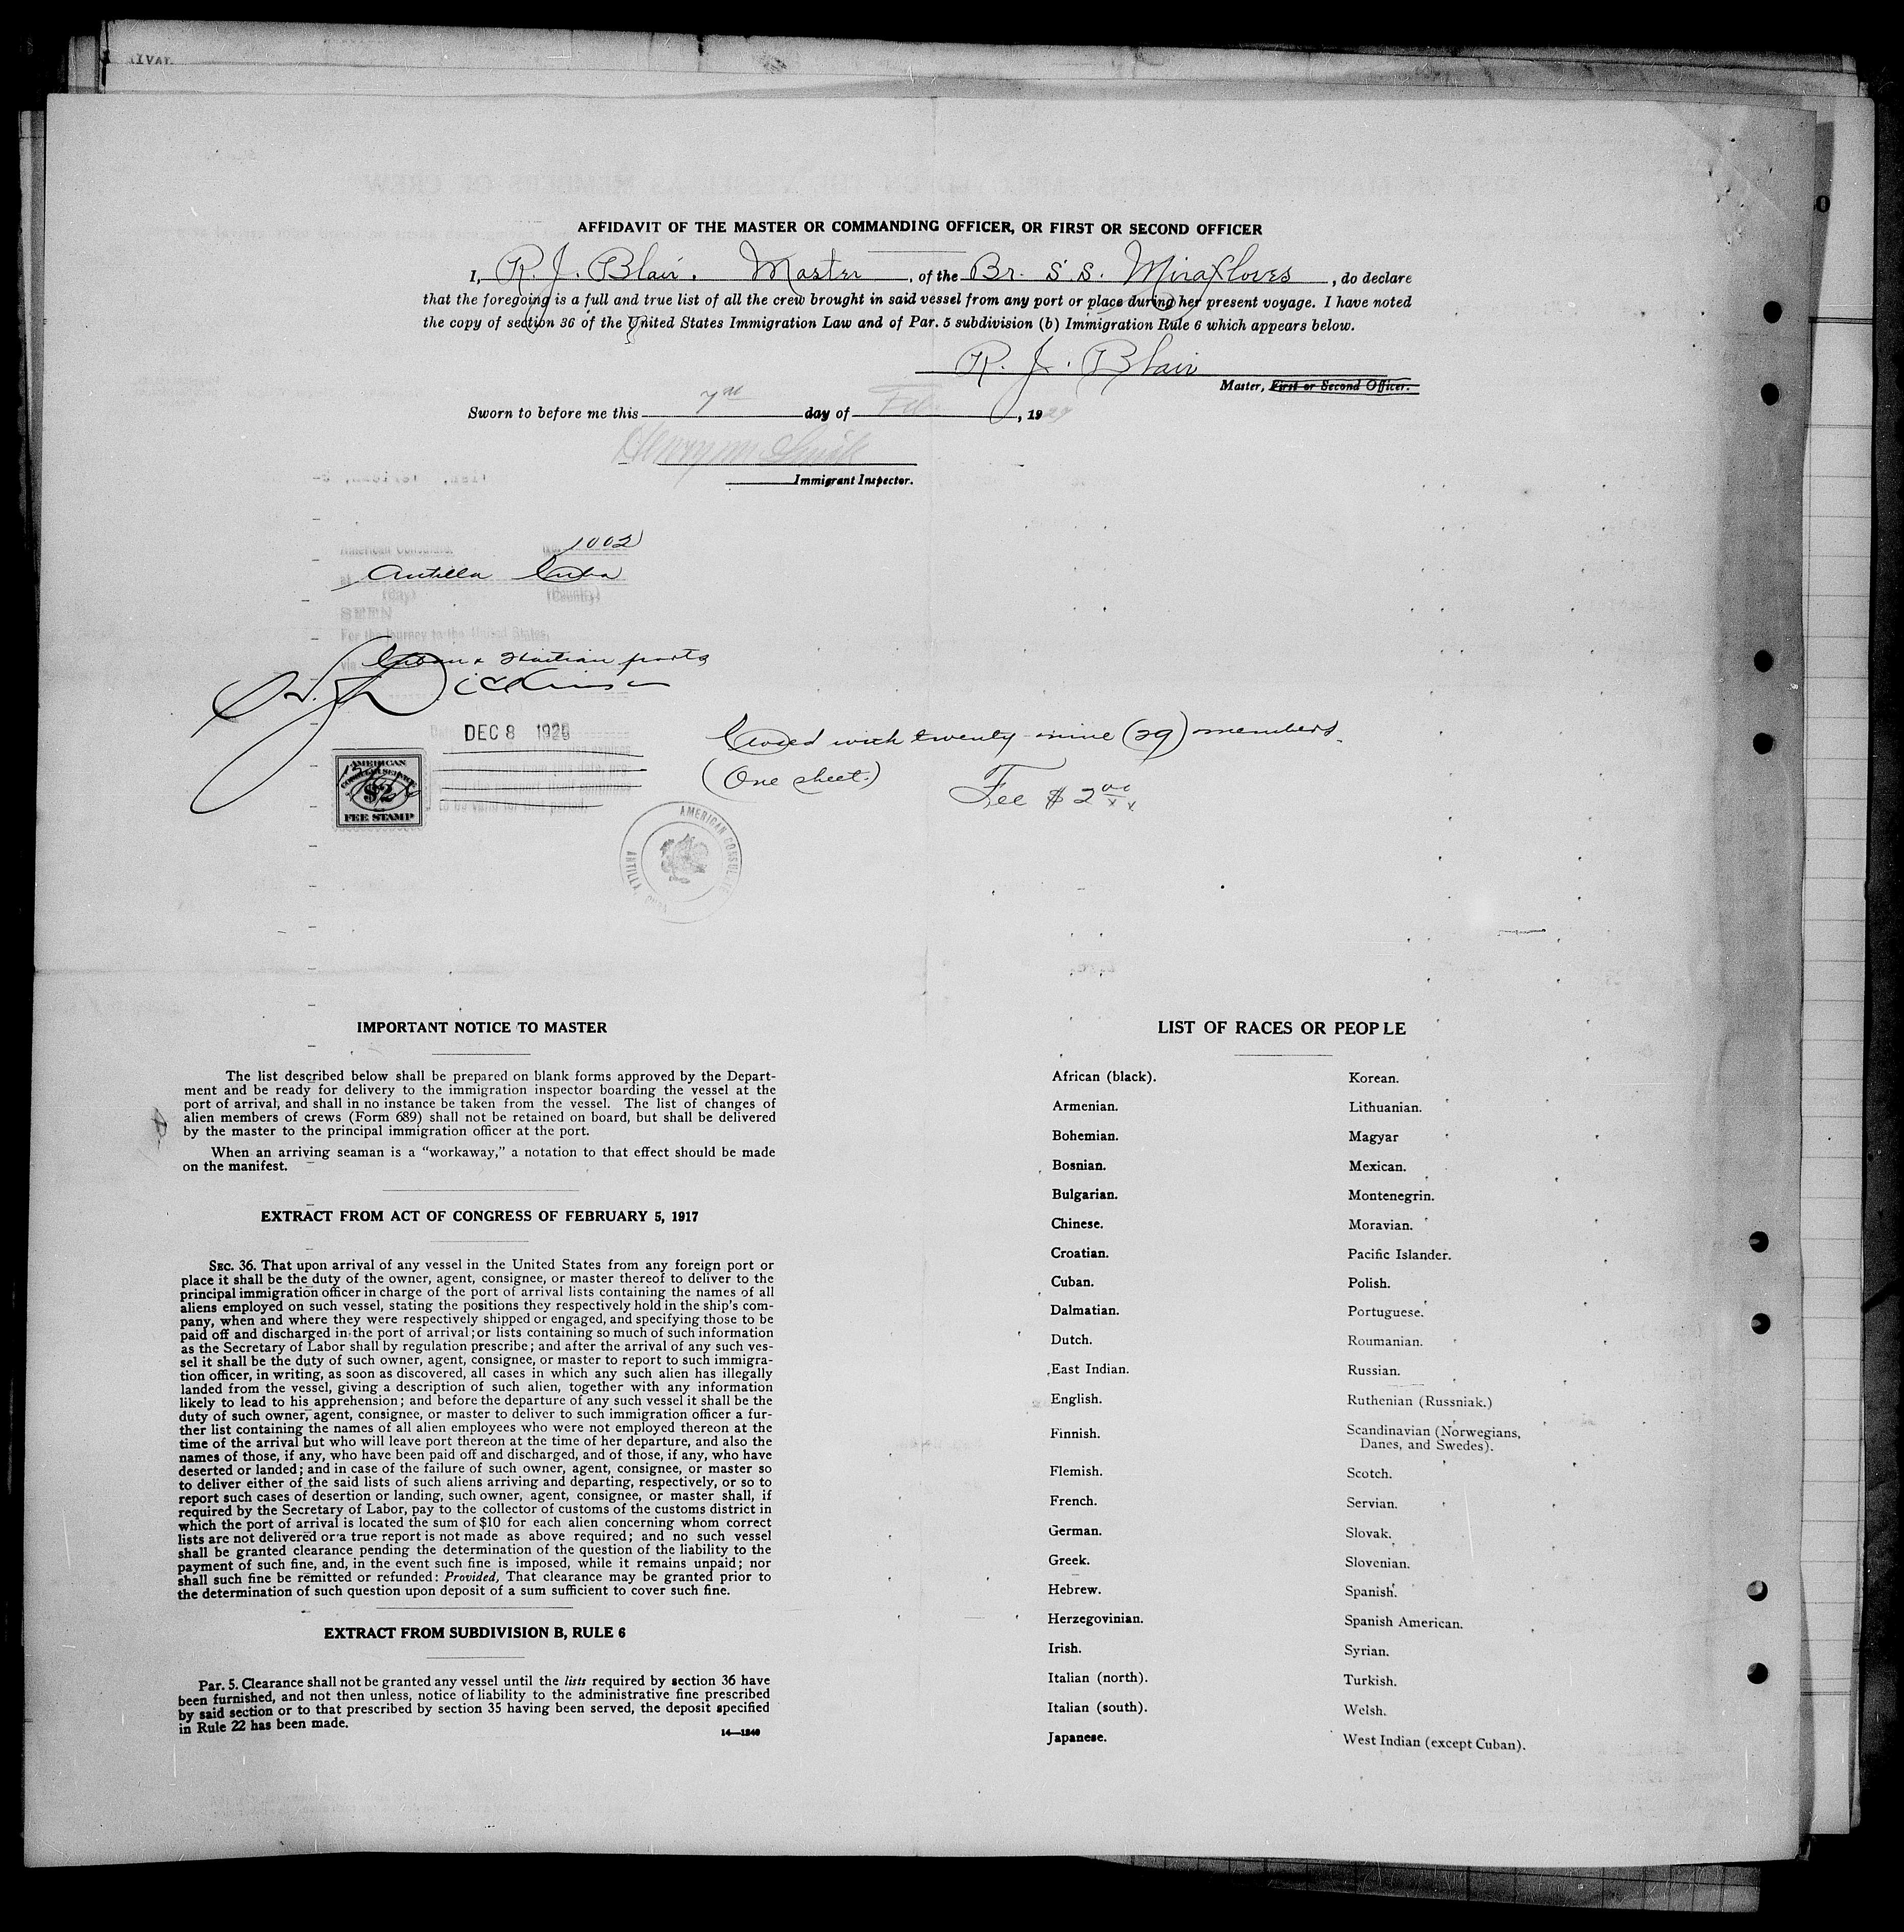 AFFIDAVIT OF THE MASTER OR COMMANDING OFFICER, OR FIRST OR SECOND OFFICER
I, R. J. Blair. Master, of the Br. S.S. Miraflores, do declare
that the foregoing is a full and true list of all the crew brought in said vessel from any port or place during her present voyage. I have noted
the copy of section 36 of the United States Immigration Law and of Par. 5 subdivision (b) Immigration Rule 6 which appears below.
R. J. Blair
Master, First or Second Officer.
Sworn to before me this 7th day of Feb, 19
Immigrant Inspector.
American Consulate. No. 1002
at Antilla Cuba
(City) (Country)
SEEN
For the journey to the United States,
via Cuban & Haitian ports
Dickinson
Date DEC 8
AMERICAN
CONSULAR SERVICE
$2
FEE STAMP
Closed with twenty-nine (29) members.
(One sheet.)
Fee $2 00/xx
AMERICAN CONSULATE
ANTILLA, CUBA
IMPORTANT NOTICE TO MASTER
The list described below shall be prepared on blank forms approved by the Depart-
ment and be ready for delivery to the immigration inspector boarding the vessel at the
port of arrival, and shall in no instance be taken from the vessel. The list of changes of
alien members of crews (Form 689) shall not be retained on board, but shall be delivered
by the master to the principal immigration officer at the port.
When an arriving seaman is a "workaway," a notation to that effect should be made
on the manifest.
EXTRACT FROM ACT OF CONGRESS OF FEBRUARY 5, 1917
SEC. 36. That upon arrival of any vessel in the United States from any foreign port or
place it shall be the duty of the owner, agent, consignee, or master thereof to deliver to the
principal immigration officer in charge of the port of arrival lists containing the names of all
aliens employed on such vessel, stating the positions they respectively hold in the ship's com-
pany, when and where they were respectively shipped or engaged, and specifying those to be
paid off and discharged in the port of arrival; or lists containing so much of such information
as the Secretary of Labor shall by regulation prescribe; and after the arrival of any such ves-
sel it shall be the duty of such owner, agent, consignee, or master to report to such immigra-
tion officer, in writing, as soon as discovered, all cases in which any such alien has illegally
landed from the vessel, giving a description of such alien, together with any information
likely to lead to his apprehension; and before the departure of any such vessel it shall be the
duty of such owner, agent, consignee, or master to deliver to such immigration officer a fur-
ther list containing the names of all alien employees who were not employed thereon at the
time of the arrival but who will leave port thereon at the time of her departure, and also the
names of those, if any, who have been paid off and discharged, and of those, if any, who have
deserted or landed; and in case of the failure of such owner, agent, consignee, or master so
to deliver either of the said lists of such aliens arriving and departing, respectively, or so to
report such cases of desertion or landing, such owner, agent, consignee, or master shall, if
required by the Secretary of Labor, pay to the collector of customs of the customs district in
which the port of arrival is located the sum of $10 for each alien concerning whom correct
lists are not delivered or a true report is not made as above required; and no such vessel
shall be granted clearance pending the determination of the question of the liability to the
payment of such fine, and, in the event such fine is imposed, while it remains unpaid; nor
shall such fine be remitted or refunded: Provided, That clearance may be granted prior to
the determination of such question upon deposit of a sum sufficient to cover such fine.
EXTRACT FROM SUBDIVISION B, RULE 6
Par. 5. Clearance shall not be granted any vessel until the lists required by section 36 have
been furnished, and not then unless, notice of liability to the administrative fine prescribed
by said section or to that prescribed by section 35 having been served, the deposit specified
in Rule 22 has been made.
14—1240
LIST OF RACES OR PEOPLE
African (black).
Armenian.
Bohemian.
Bosnian.
Bulgarian.
Chinese.
Croatian.
Cuban.
Dalmatian.
Dutch.
East Indian.
English.
Finnish.
Flemish.
French.
German.
Greek.
Hebrew.
Herzegovinian.
Irish.
Italian (north).
Italian (south).
Japanese.
Korean.
Lithuanian.
Magyar
Mexican.
Montenegrin.
Moravian.
Pacific Islander.
Polish.
Portuguese.
Roumanian.
Russian.
Ruthenian (Russniak.)
Scandinavian (Norwegians,
Danes, and Swedes).
Scotch.
Servian.
Slovak.
Slovenian.
Spanish.
Spanish American.
Syrian.
Turkish.
Welsh.
West Indian (except Cuban).